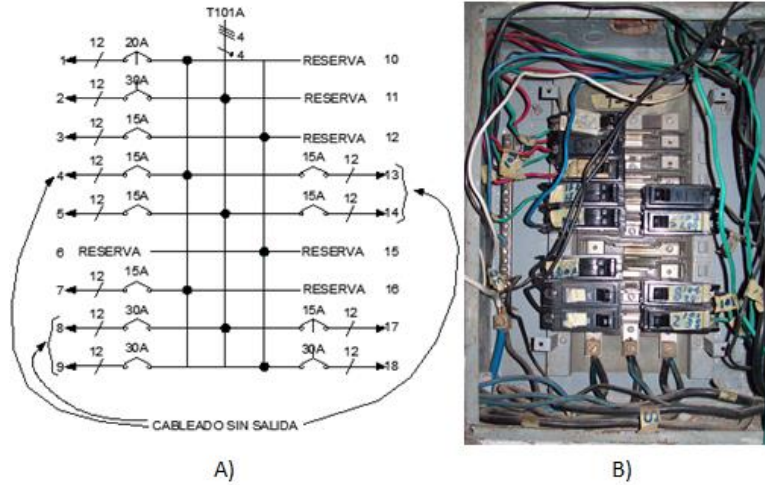 T101A
4
4
1 12 20A RESERVA 10
2 12 30A RESERVA 11
3 12 15A RESERVA 12
4 12 15A 15A 12 13
5 12 15A 15A 12 14
6 RESERVA RESERVA 15
7 12 15A RESERVA 16
8 12 30A 15A 12 17
9 12 30A 30A 12 18
CABLEADO SIN SALIDA
A) B)